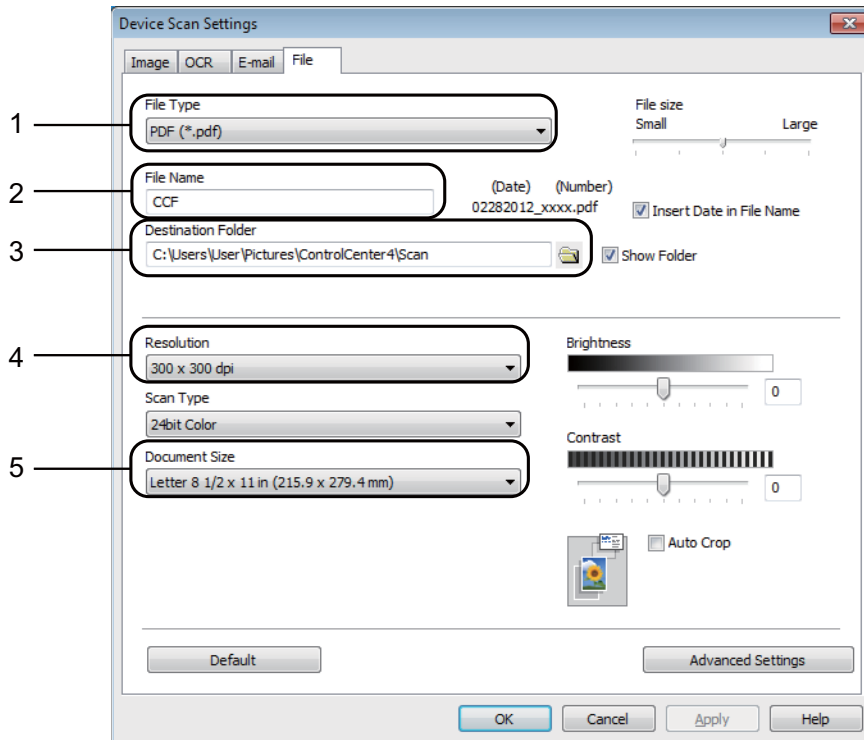 Device Scan Settings
Image OCR E-mail File
1
File Type
PDF (*.pdf)
File size
Small Large
2
File Name
CCF
(Date) (Number)
02282012_xxxx.pdf
Insert Date in File Name
3
Destination Folder
C:\Users\User\Pictures\ControlCenter4\Scan
Show Folder
4
Resolution
300 x 300 dpi
Brightness
0
Scan Type
24bit Color
Contrast
0
5
Document Size
Letter 8 1/2 x 11 in (215.9 x 279.4 mm)
Auto Crop
Default
Advanced Settings
OK Cancel Apply Help